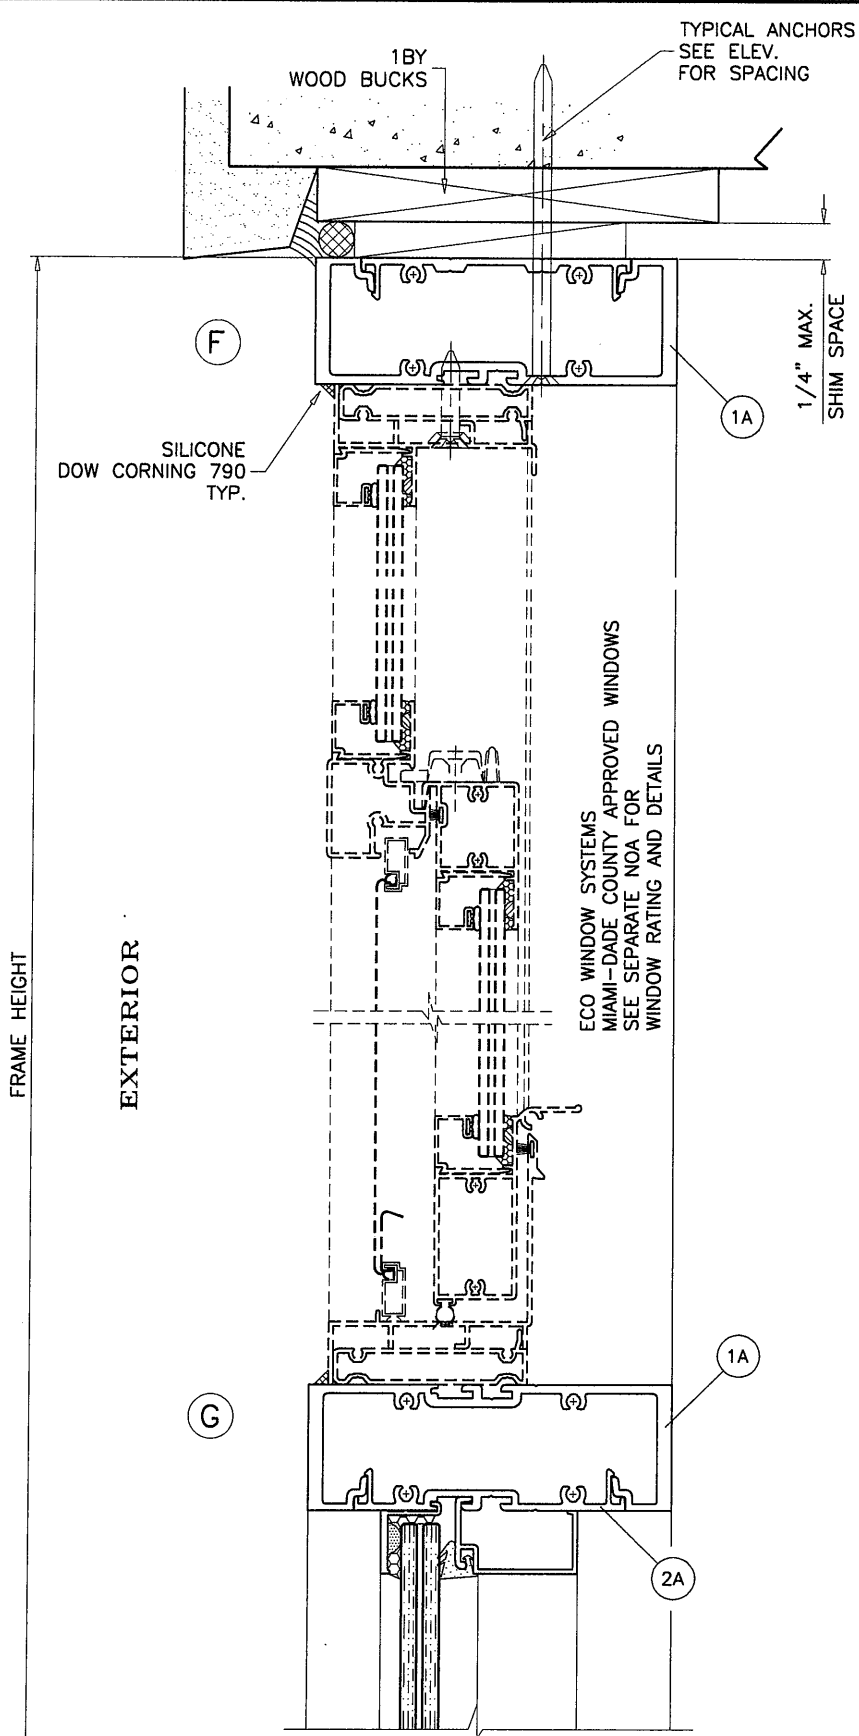 TYPICAL ANCHORS
SEE ELEV.
FOR SPACING
1BY
WOOD BUCKS
1/4" MAX.
SHIM SPACE
F
1A
SILICONE
DOW CORNING 790
TYP.
ECO WINDOW SYSTEMS
MIAMI-DADE COUNTY APPROVED WINDOWS
SEE SEPARATE NOA FOR
WINDOW RATING AND DETAILS
FRAME HEIGHT
EXTERIOR
1A
G
2A